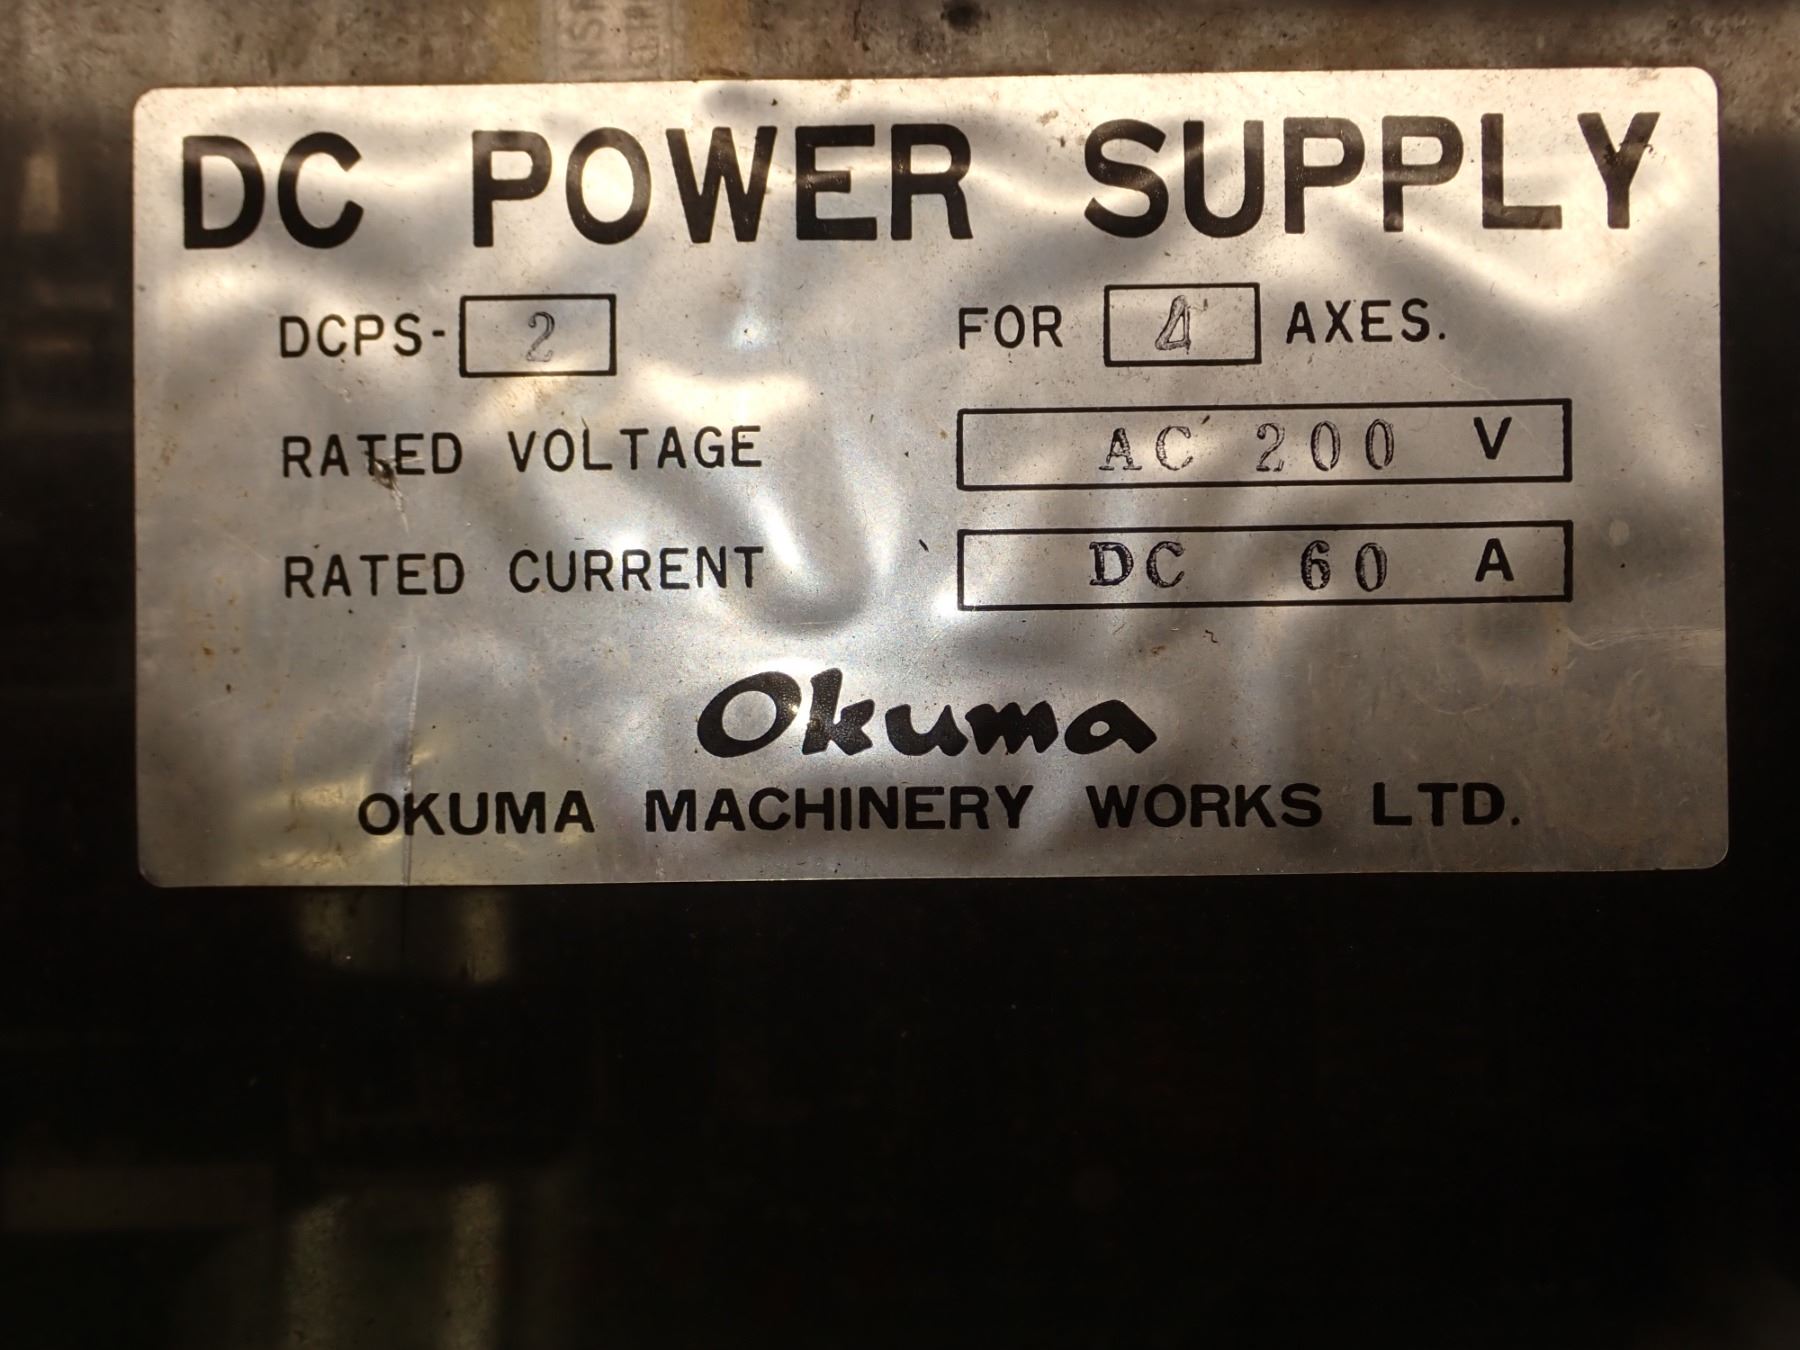 DC POWER SUPPLY
DCPS- 2 FOR 4 AXES.
RATED VOLTAGE AC 200 V
RATED CURRENT DC 60 A
Okuma
OKUMA MACHINERY WORKS LTD.